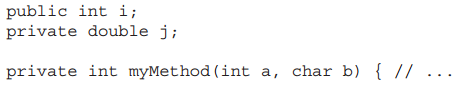 public int i;
private double j;
private int myMethod(int a, char b) { // ...